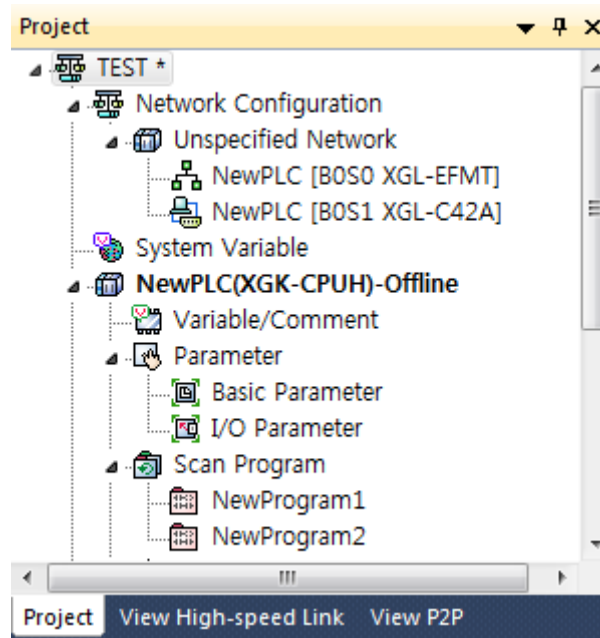 Project
TEST *
Network Configuration
Unspecified Network
NewPLC [B0S0 XGL-EFMT]
NewPLC [B0S1 XGL-C42A]
System Variable
NewPLC(XGK-CPUH)-Offline
Variable/Comment
Parameter
Basic Parameter
I/O Parameter
Scan Program
NewProgram1
NewProgram2
Project View High-speed Link View P2P